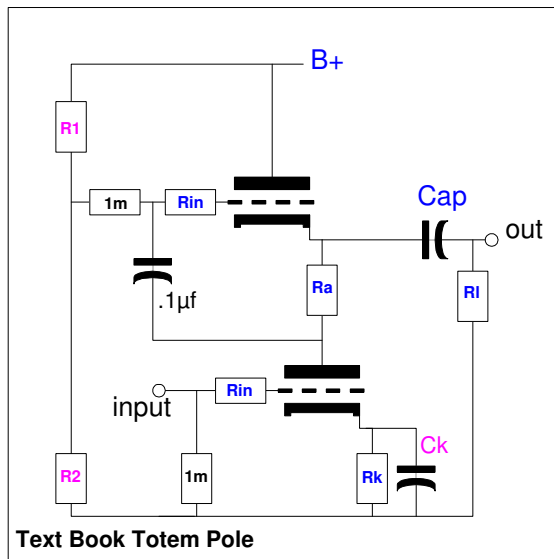 B+
R1
1m
Rin
Cap
out
.1µf
Ra
Rl
input
Rin
Ck
R2
1m
Rk
Text Book Totem Pole